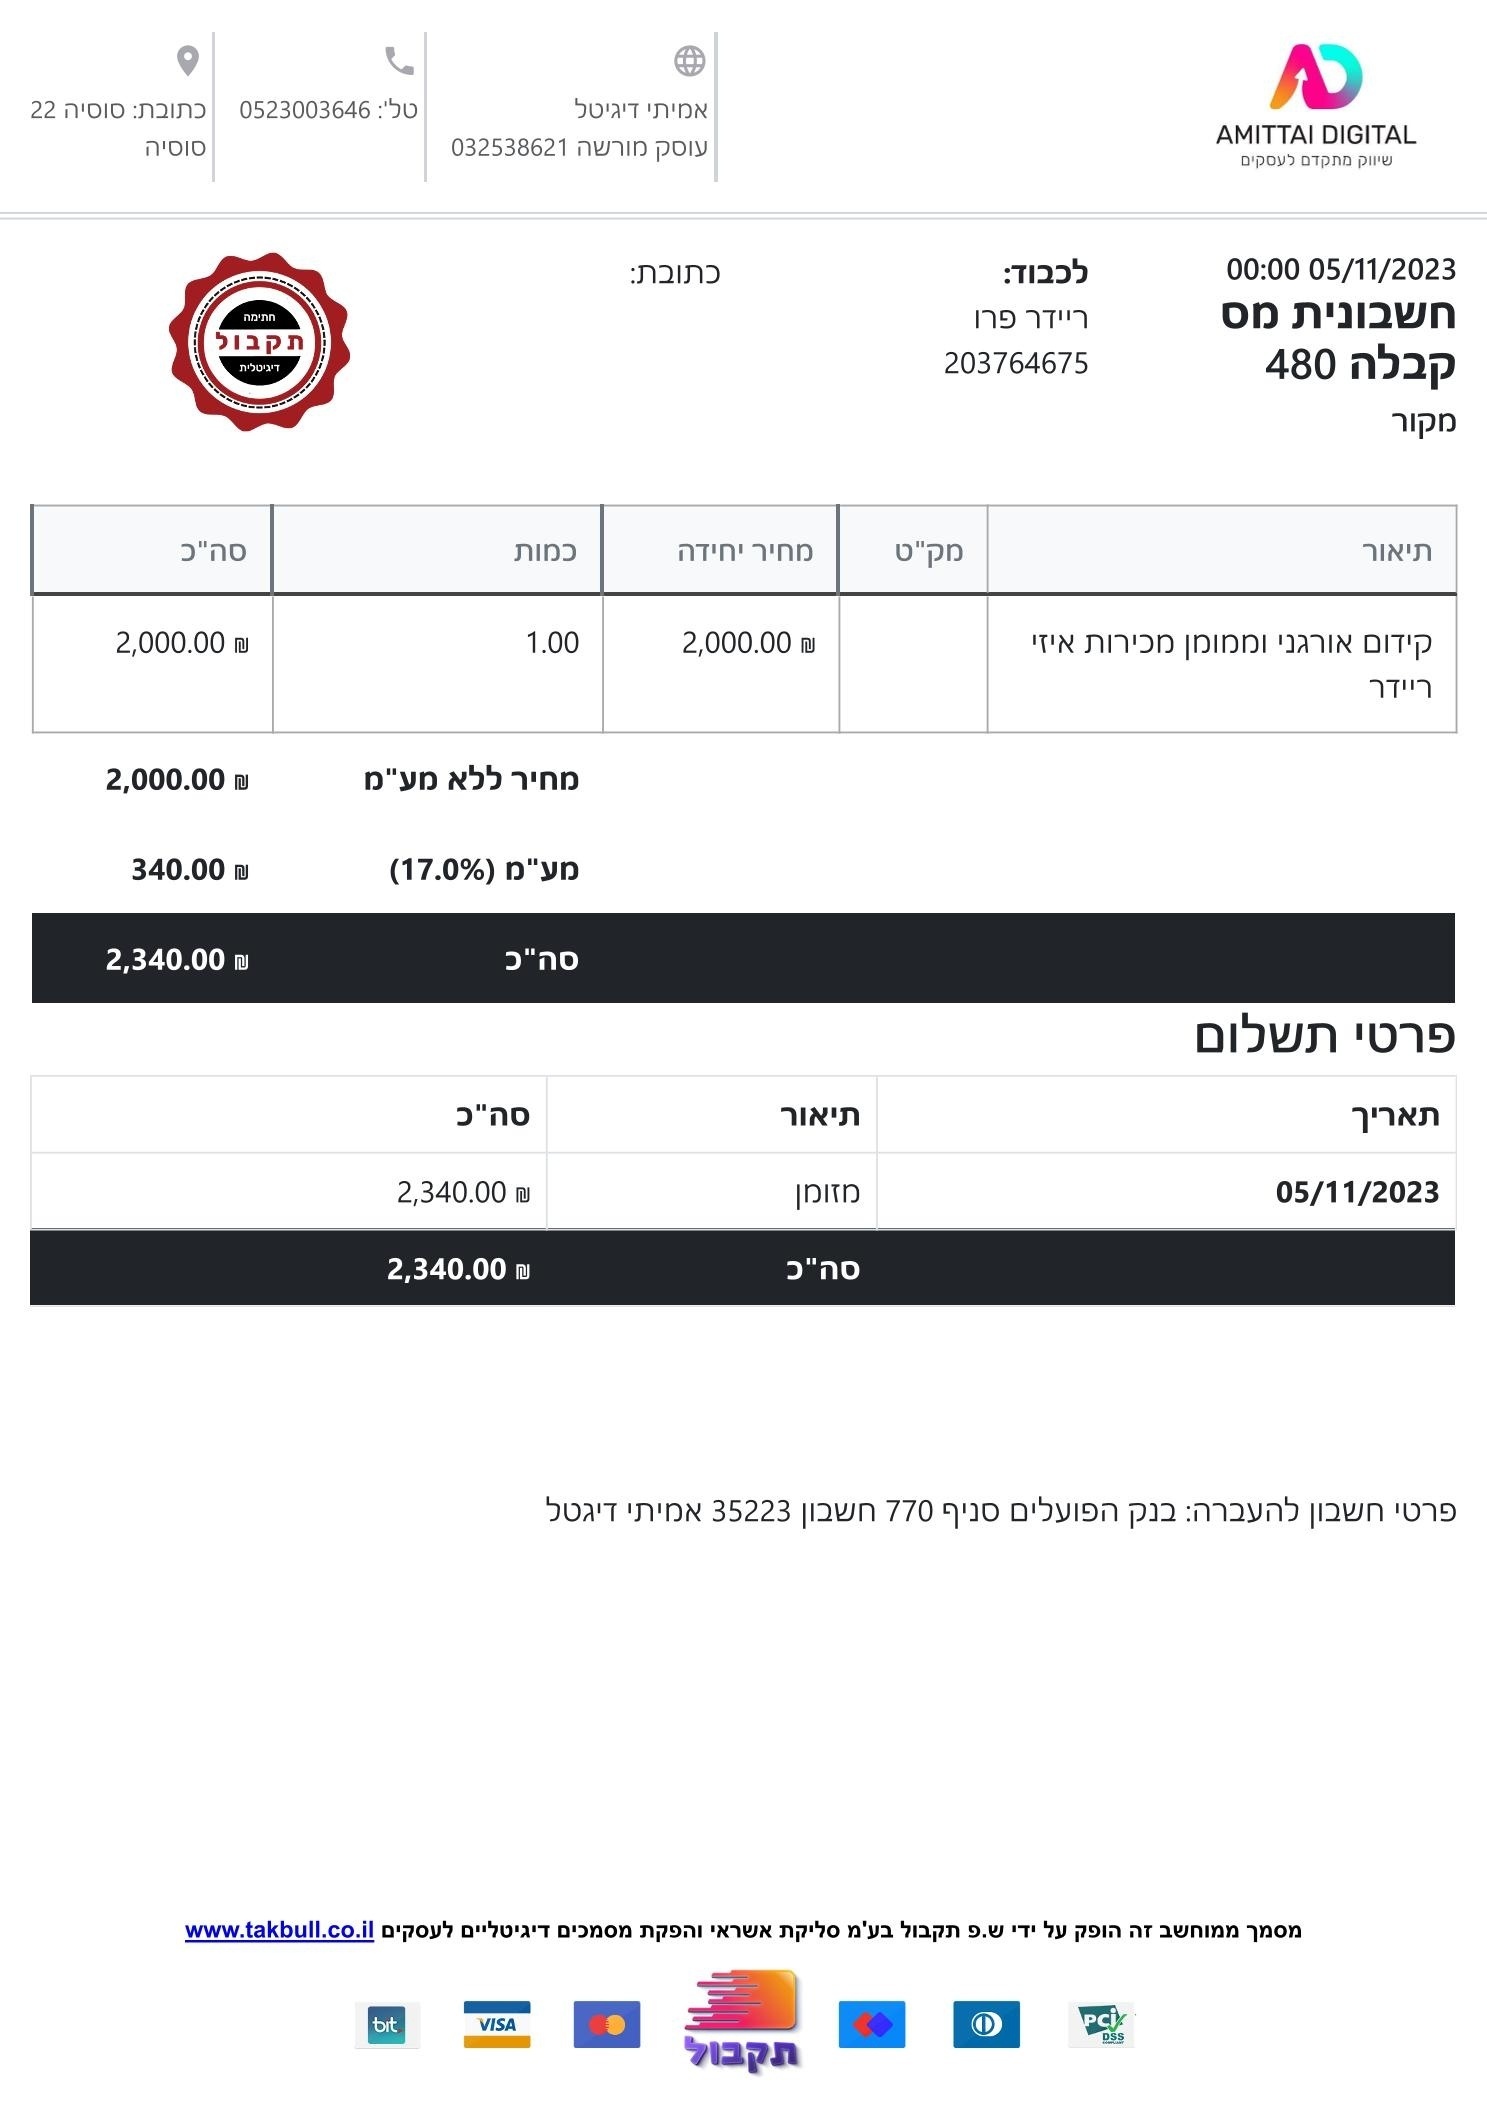 AMITTAI DIGITAL
שיווק מתקדם לעסקים
אמיתי דיגיטל
עוסק מורשה 032538621
טל': 0523003646
כתובת: סוסיה 22
סוסיה
05/11/2023 00:00
חשבונית מס
קבלה 480
מקור
לכבוד:
ריידר פרו
203764675
כתובת:
חתימה
תקבול
דיגיטלית
תיאור מק"ט מחיר יחידה כמות סה"כ
קידום אורגני וממומן מכירות איזי ₪ 2,000.00 1.00 ₪ 2,000.00
ריידר
מחיר ללא מע"מ ₪ 2,000.00
מע"מ (17.0%) ₪ 340.00
סה"כ ₪ 2,340.00
פרטי תשלום
תאריך תיאור סה"כ
05/11/2023 מזומן ₪ 2,340.00
סה"כ ₪ 2,340.00
פרטי חשבון להעברה: בנק הפועלים סניף 770 חשבון 35223 אמיתי דיגטל
מסמך ממוחשב זה הופק על ידי ש.פ תקבול בע'מ סליקת אשראי והפקת מסמכים דיגיטליים לעסקים www.takbull.co.il
bit VISA תקבול PCI DSS COMPLIANT